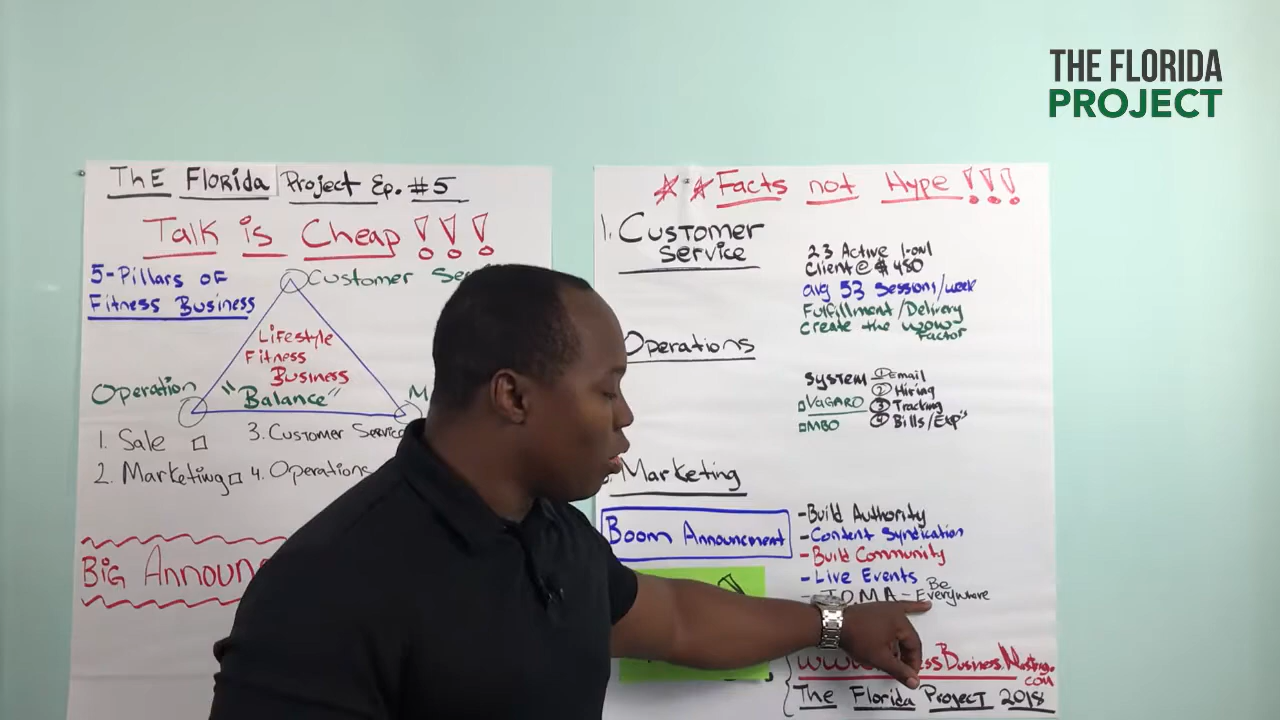 THE FLORIDA
PROJECT
ThE Florida Project Ep. #5
Talk is Cheap!!!
5-Pillars of
Fitness Business
Customer
Lifestyle
Fitness
Business
"Balance"
Operation
1. Sale
2. Marketing
3. Customer Service
4. Operations
Big
Facts not Hype!!!
1. Customer
Service
23 Active 1-on1
Client @ $480
avg 53 Sessions/week
Fulfillment/Delivery
Create the wow
Factor
Operations
System
① Email
② Hiring
③ Tracking
④ Bills/Exp's
VAGARO
MBO
Marketing
Boom Announcment
-Build Authority
-Content Syndication
-Build Community
-Live Events
-T.O.M.A- Be
Everywhere
.com
The Florida Project 2018